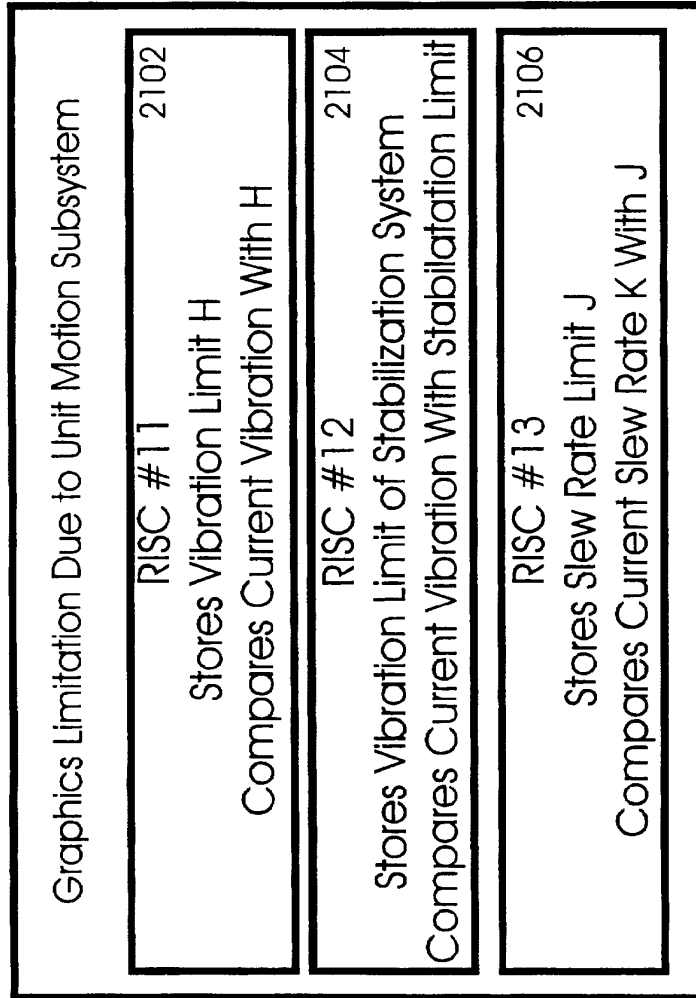 Graphics Limitation Due to Unit Motion Subsystem
RISC #11 2102
Stores Vibration Limit H
Compares Current Vibration With H
RISC #12 2104
Stores Vibration Limit of Stabilization System
Compares Current Vibration With Stabilatation Limit
RISC #13 2106
Stores Slew Rate Limit J
Compares Current Slew Rate K With J